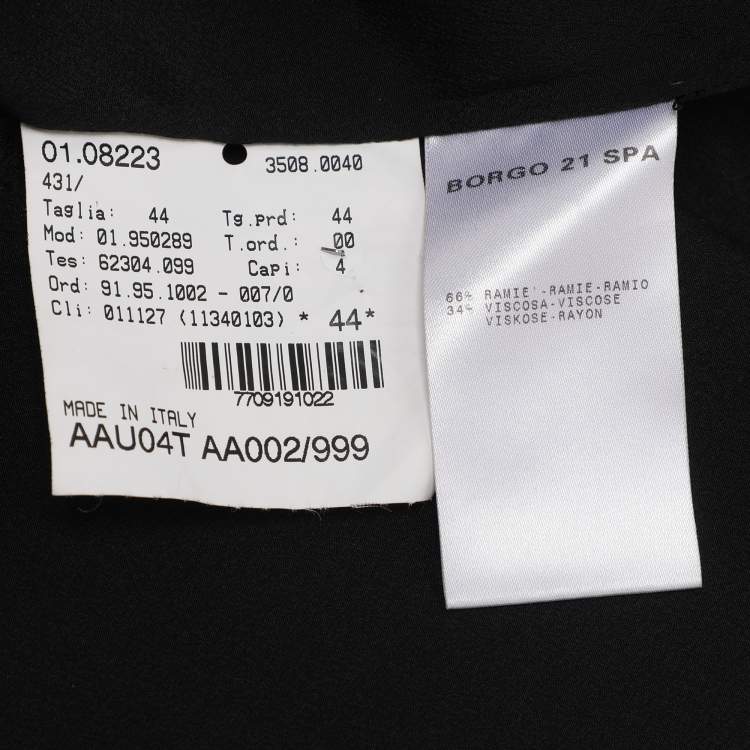 01.08223 3508.0040
431/
Taglia: 44 Tg.prd: 44
Mod: 01.950289 T.ord.: 00
Tes: 62304.099 Capi: 4
Ord: 91.95.1002 - 007/0
Cli: 011127 (11340103) * 44*
7709191022
MADE IN ITALY
AAU04T AA002/999
BORGO 21 SPA
66% RAMIE'-RAMIE-RAMIO
34% VISCOSA-VISCOSE
VISKOSE-RAYON